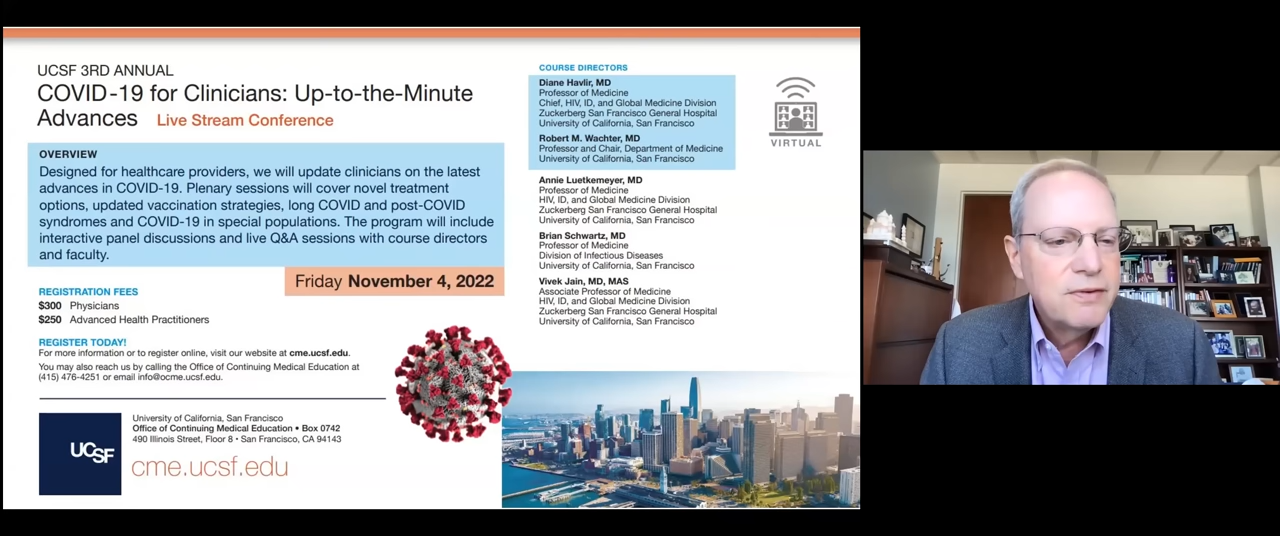 UCSF 3RD ANNUAL
COVID-19 for Clinicians: Up-to-the-Minute
Advances Live Stream Conference
OVERVIEW
Designed for healthcare providers, we will update clinicians on the latest
advances in COVID-19. Plenary sessions will cover novel treatment
options, updated vaccination strategies, long COVID and post-COVID
syndromes and COVID-19 in special populations. The program will include
interactive panel discussions and live Q&A sessions with course directors
and faculty.
Friday November 4, 2022
REGISTRATION FEES
$300 Physicians
$250 Advanced Health Practitioners
REGISTER TODAY!
For more information or to register online, visit our website at cme.ucsf.edu.
You may also reach us by calling the Office of Continuing Medical Education at
(415) 476-4251 or email info@ocme.ucsf.edu.
UCSF
University of California, San Francisco
Office of Continuing Medical Education • Box 0742
490 Illinois Street, Floor 8 • San Francisco, CA 94143
cme.ucsf.edu
COURSE DIRECTORS
Diane Havlir, MD
Professor of Medicine
Chief, HIV, ID, and Global Medicine Division
Zuckerberg San Francisco General Hospital
University of California, San Francisco
Robert M. Wachter, MD
Professor and Chair, Department of Medicine
University of California, San Francisco
Annie Luetkemeyer, MD
Professor of Medicine
HIV, ID, and Global Medicine Division
Zuckerberg San Francisco General Hospital
University of California, San Francisco
Brian Schwartz, MD
Professor of Medicine
Division of Infectious Diseases
University of California, San Francisco
Vivek Jain, MD, MAS
Associate Professor of Medicine
HIV, ID, and Global Medicine Division
Zuckerberg San Francisco General Hospital
University of California, San Francisco
VIRTUAL